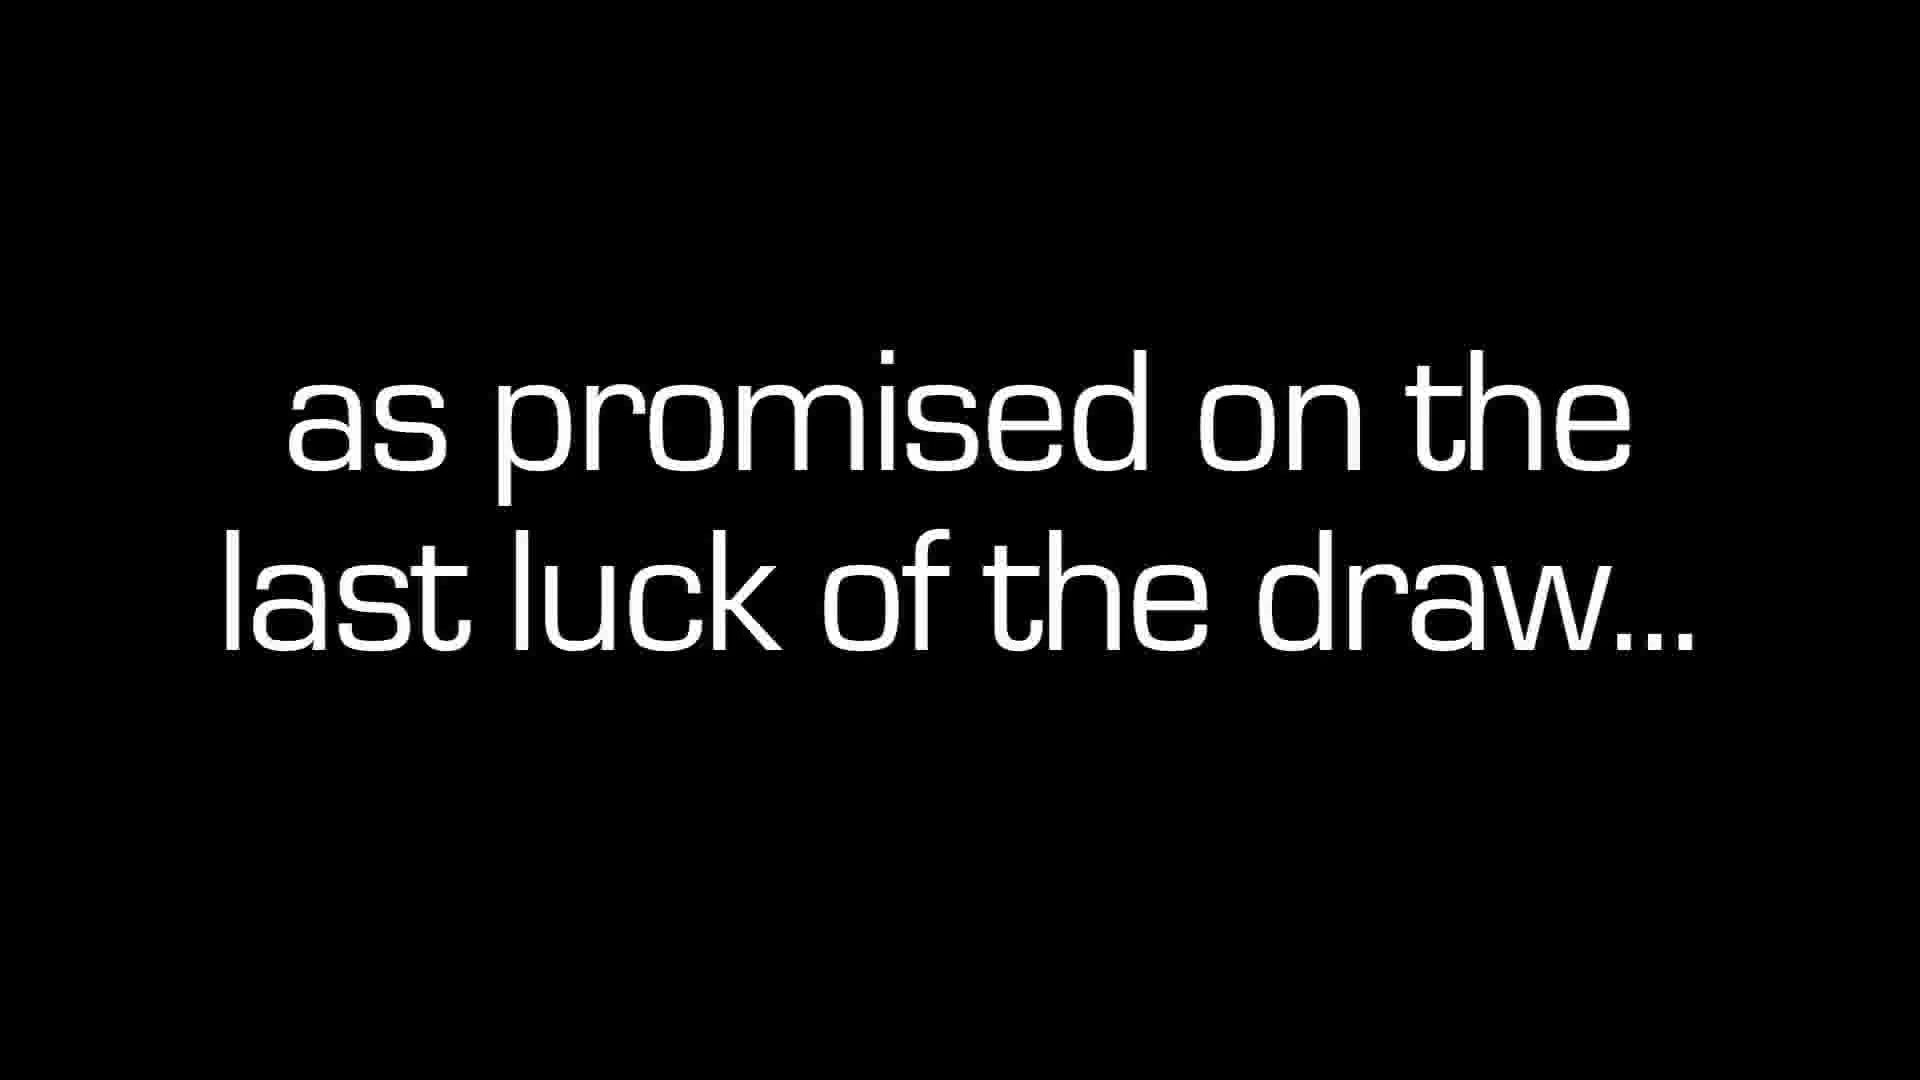 as promised on the
last luck of the draw...